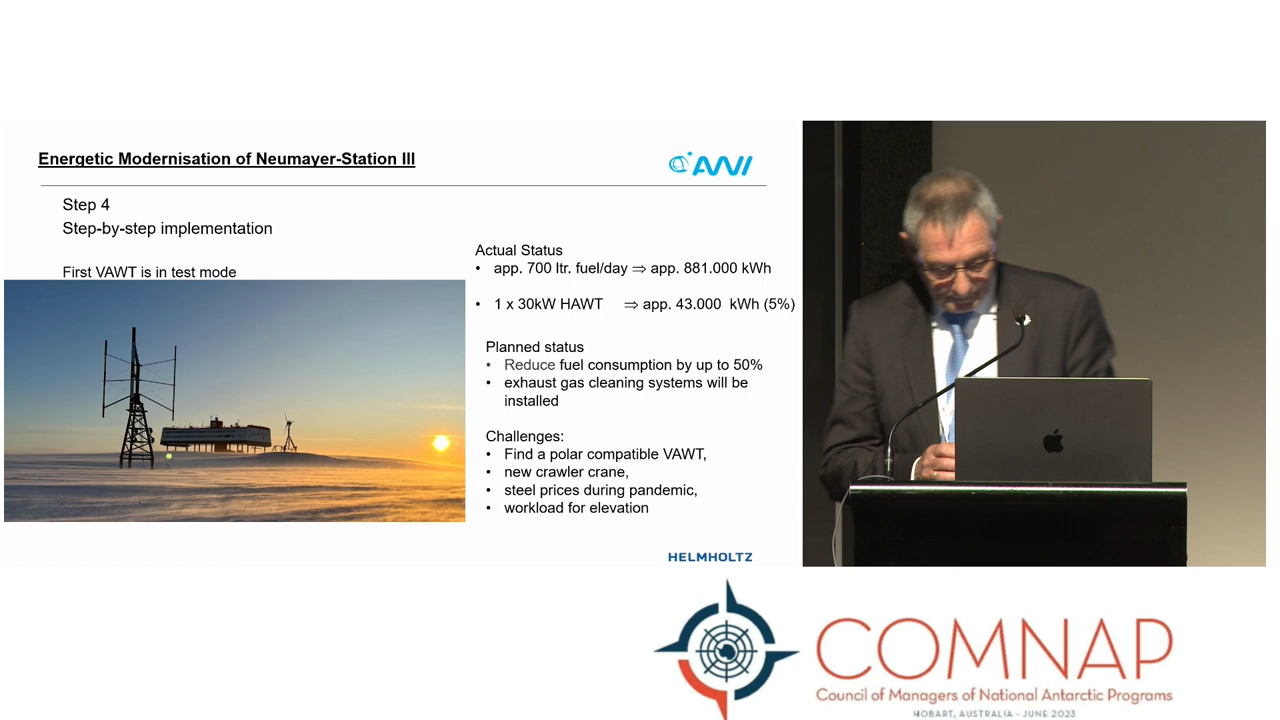 Energetic Modernisation of Neumayer-Station III
AWI
Step 4
Step-by-step implementation
First VAWT is in test mode
Actual Status
• app. 700 ltr. fuel/day ⇒ app. 881.000 kWh
• 1 x 30kW HAWT ⇒ app. 43.000 kWh (5%)
Planned status
• Reduce fuel consumption by up to 50%
• exhaust gas cleaning systems will be
installed
Challenges:
• Find a polar compatible VAWT,
• new crawler crane,
• steel prices during pandemic,
• workload for elevation
HELMHOLTZ
COMNAP
Council of Managers of National Antarctic Programs
HOBART, AUSTRALIA - JUNE 2023